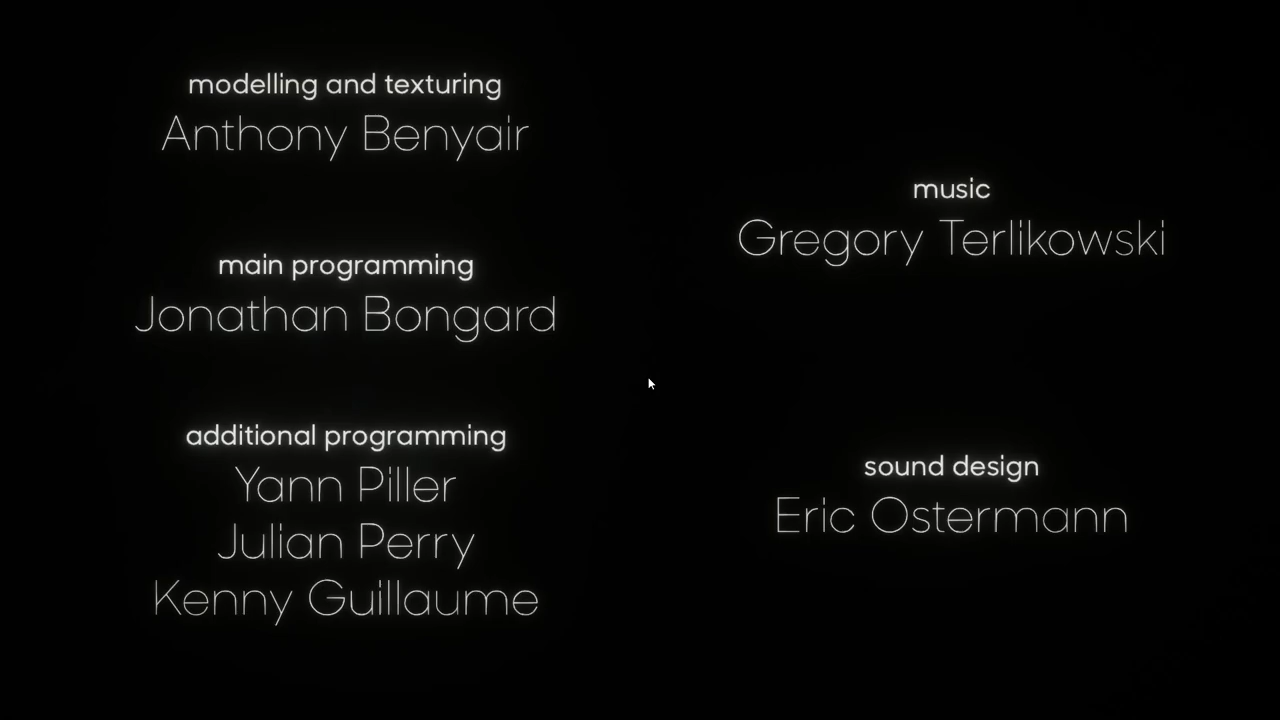 modelling and texturing
Anthony Benyair
main programming
Jonathan Bongard
additional programming
Yann Piller
Julian Perry
Kenny Guillaume
music
Gregory Terlikowski
sound design
Eric Ostermann